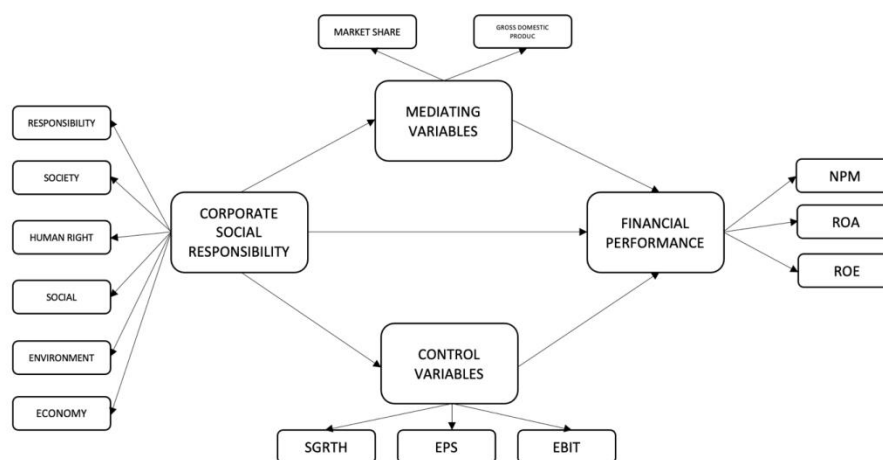 MARKET SHARE
GROSS DOMESTIC
PRODUC
MEDIATING
VARIABLES
RESPONSIBILITY
SOCIETY
HUMAN RIGHT
SOCIAL
ENVIRONMENT
ECONOMY
CORPORATE
SOCIAL
RESPONSIBILITY
FINANCIAL
PERFORMANCE
NPM
ROA
ROE
CONTROL
VARIABLES
SGRTH
EPS
EBIT